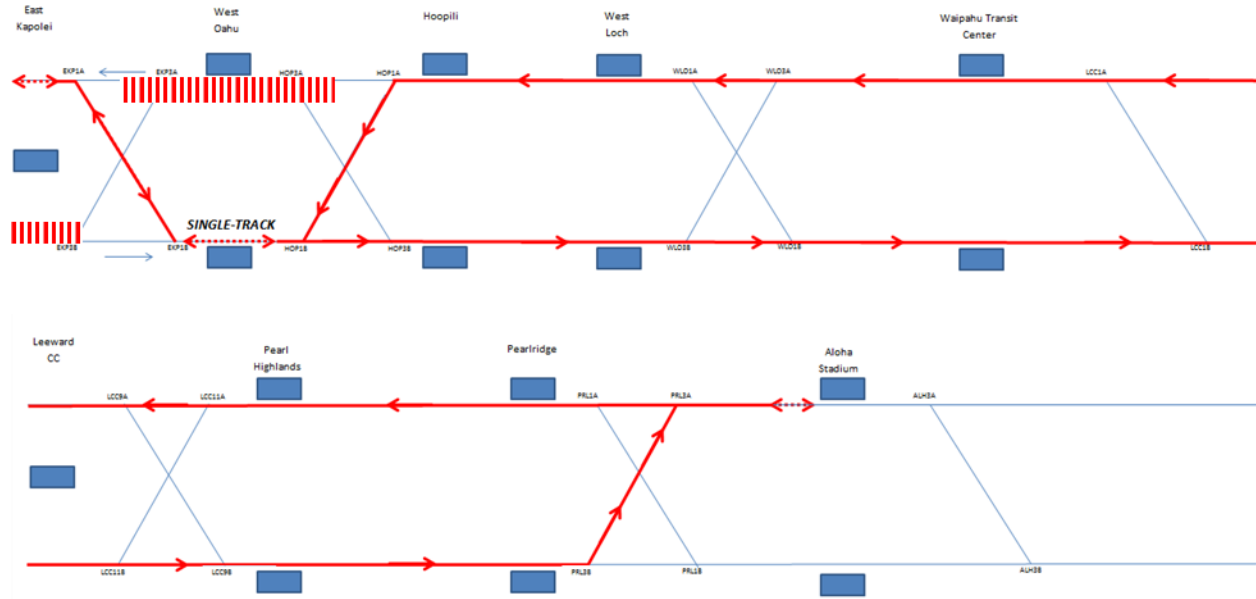 East
Kapolei
West
Oahu
Hoopili
West
Loch
Waipahu Transit
Center
EKP1A
EKP3A
HOP3A
HOP1A
WLO1A
WLO3A
LCC1A
SINGLE-TRACK
EKP3B
EKP1B
HOP1B
HOP3B
WLO3B
WLO1B
LCC1B
Leeward
CC
Pearl
Highlands
Pearlridge
Aloha
Stadium
LCC9A
LCC11A
PRL1A
PRL3A
ALH3A
LCC11B
LCC9B
PRL3B
PRL1B
ALH3B